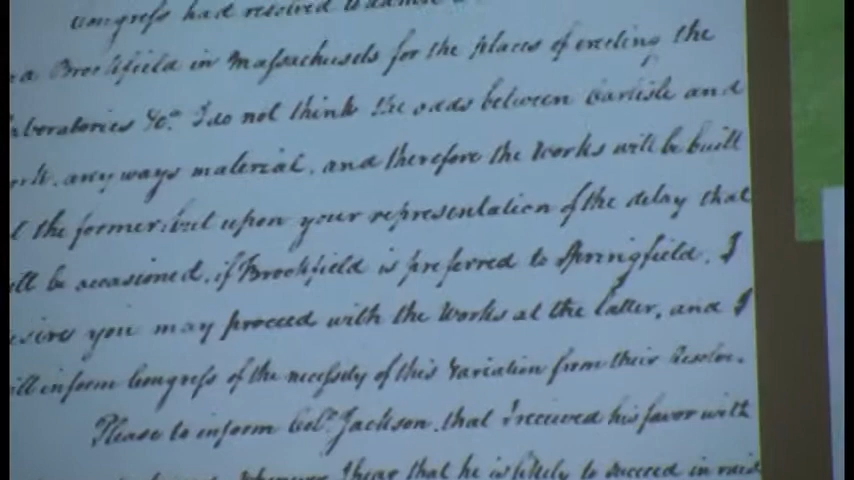 Congress had resolved
Brookfield in Massachusets for the places of erecting the
Laboratories &c.ª I do not think the odds between Carlisle and
any ways material, and therefore the Works will be built
the former: but upon your representation of the delay that
be occasioned, if Brookfield is preferred to Springfield. I
you may proceed with the Works at the latter, and I
inform Congress of the necessity of this Variation from their Resolve.
Please to inform Col.º Jackson, that I received his favor with
I hear that he is likely to succeed in